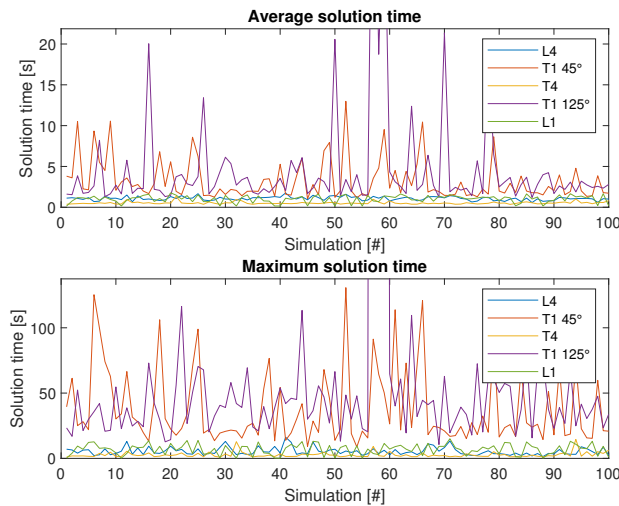 Average solution time
Solution time [s]
20
15
10
5
0
0 10 20 30 40 50 60 70 80 90 100
Simulation [#]
L4
T1 45°
T4
T1 125°
L1
Maximum solution time
Solution time [s]
100
50
0
0 10 20 30 40 50 60 70 80 90 100
Simulation [#]
L4
T1 45°
T4
T1 125°
L1